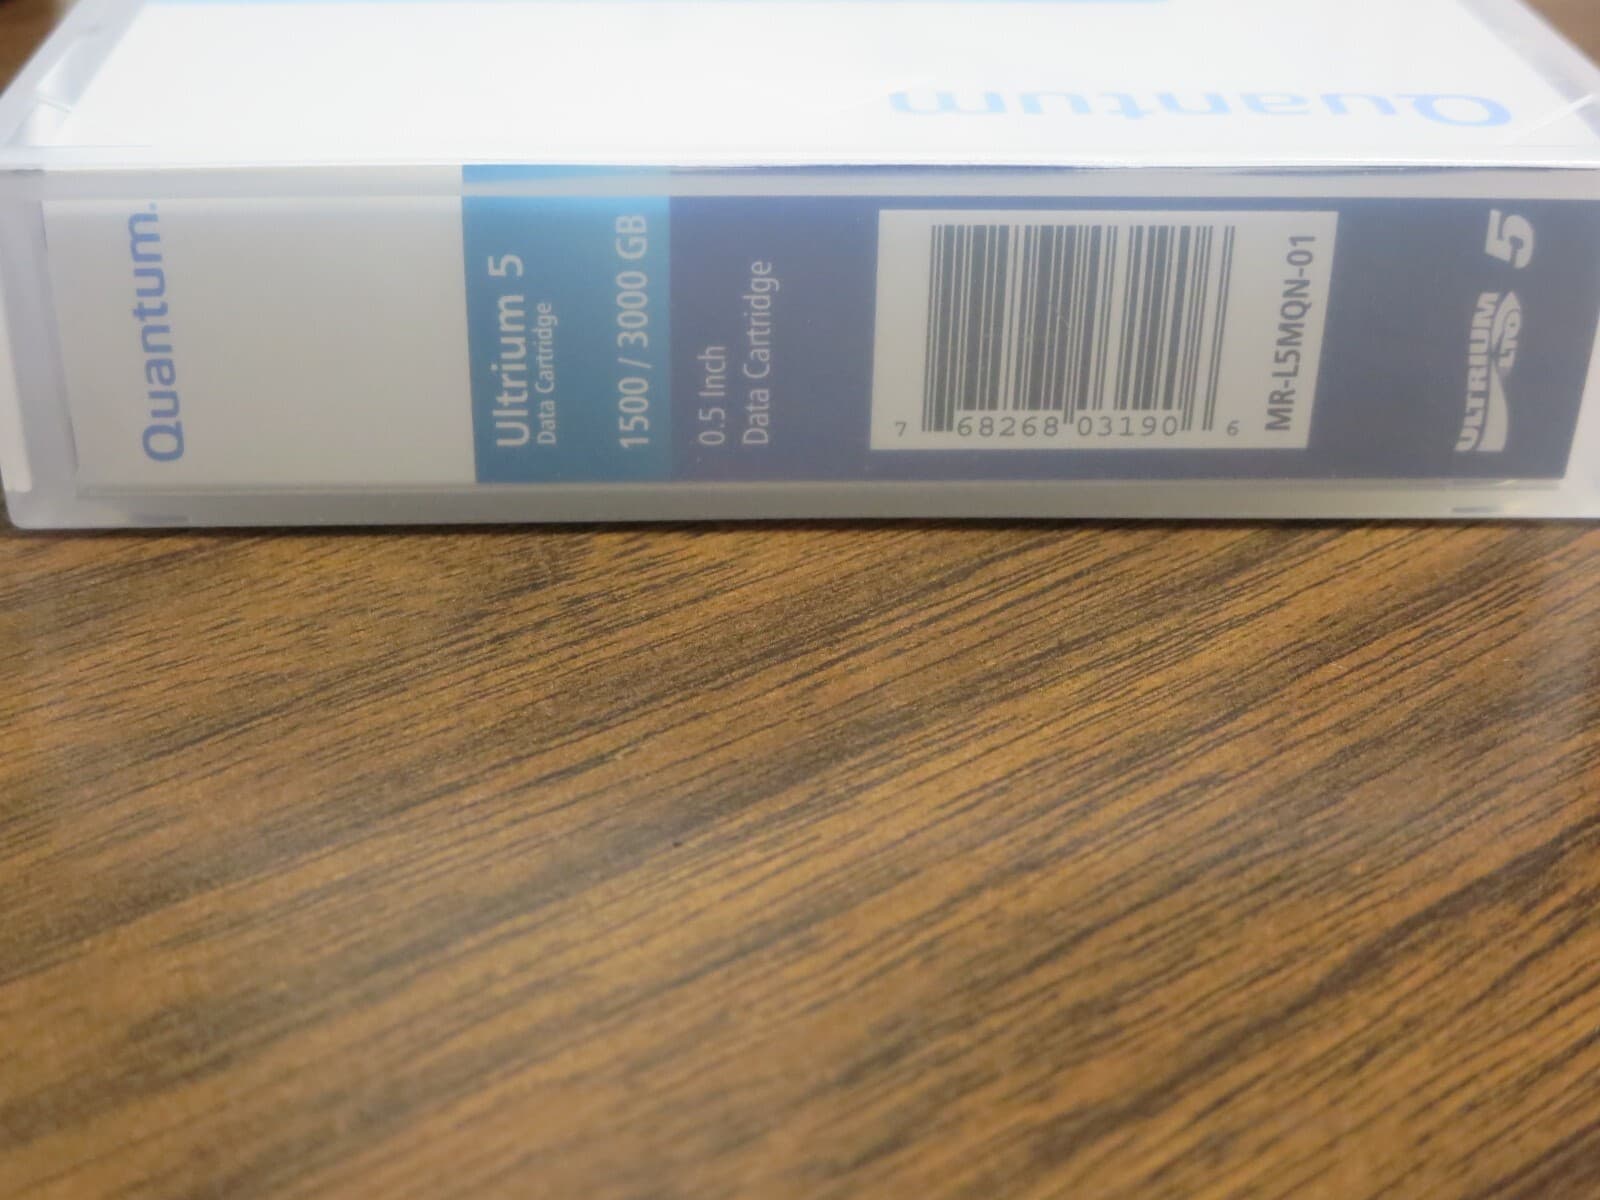 Quantum
Quantum.
Ultrium 5
Data Cartridge
1500 / 3000 GB
0.5 Inch
Data Cartridge
7 68268 03190 6
MR-L5MQN-01
ULTRIUM
LTO
5